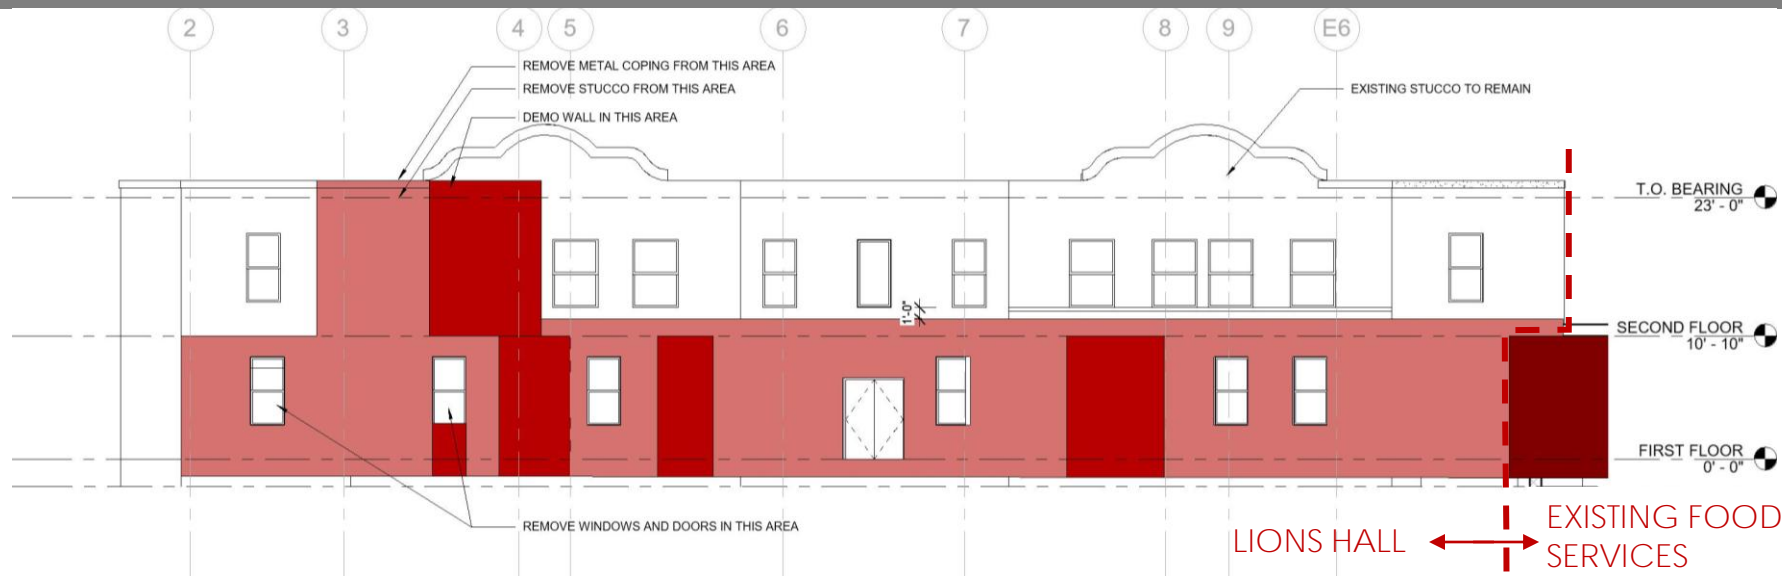 2 3 4 5 6 7 8 9 E6
REMOVE METAL COPING FROM THIS AREA
REMOVE STUCCO FROM THIS AREA
EXISTING STUCCO TO REMAIN
DEMO WALL IN THIS AREA
T.O. BEARING
23' - 0"
1'-0"
SECOND FLOOR
10' - 10"
FIRST FLOOR
0' - 0"
REMOVE WINDOWS AND DOORS IN THIS AREA
LIONS HALL
EXISTING FOOD
SERVICES